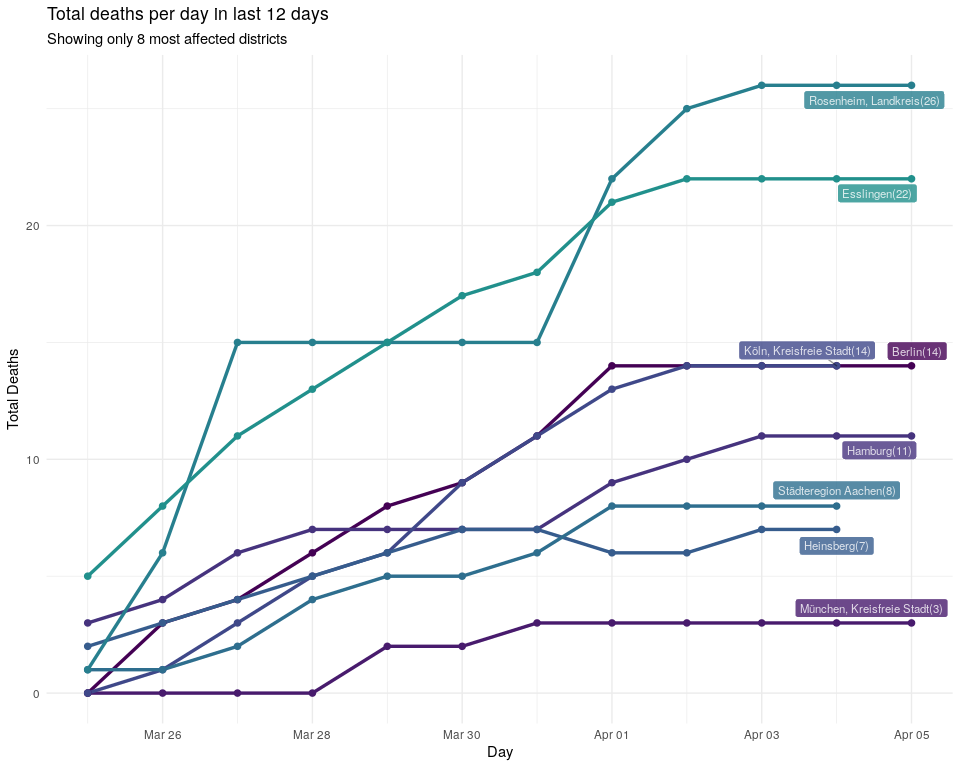 Total deaths per day in last 12 days
Showing only 8 most affected districts
Total Deaths
20
10
0
Rosenheim, Landkreis(26)
Esslingen(22)
Köln, Kreisfreie Stadt(14)
Berlin(14)
Hamburg(11)
Städteregion Aachen(8)
Heinsberg(7)
München, Kreisfreie Stadt(3)
Mar 26
Mar 28
Mar 30
Apr 01
Apr 03
Apr 05
Day